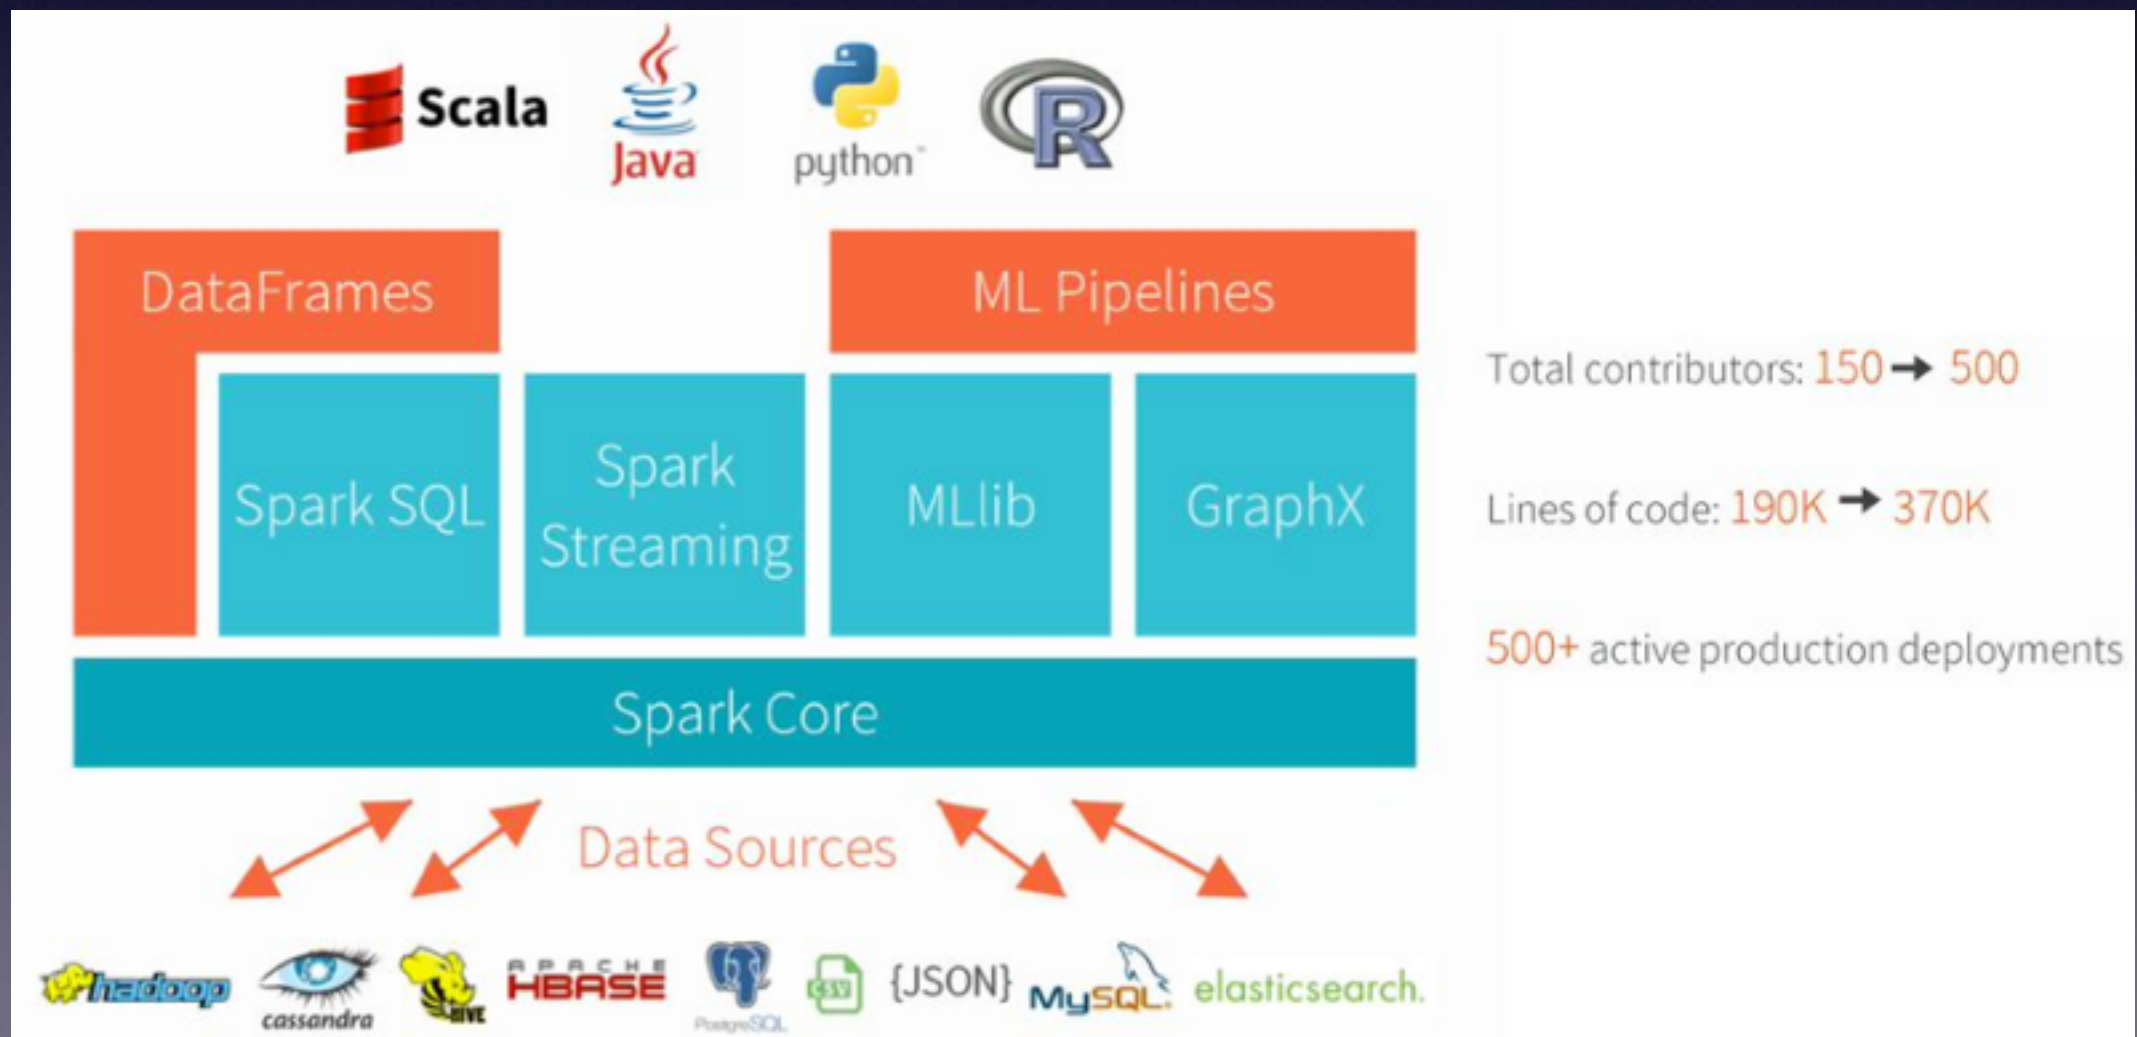 Scala
Java
python™
R
DataFrames
ML Pipelines
Spark SQL
Spark
Streaming
MLlib
GraphX
Spark Core
Total contributors: 150 → 500
Lines of code: 190K → 370K
500+ active production deployments
Data Sources
hadoop
cassandra
HIVE
APACHE
HBASE
PostgreSQL
CSV
{JSON}
MySQL.
elasticsearch.